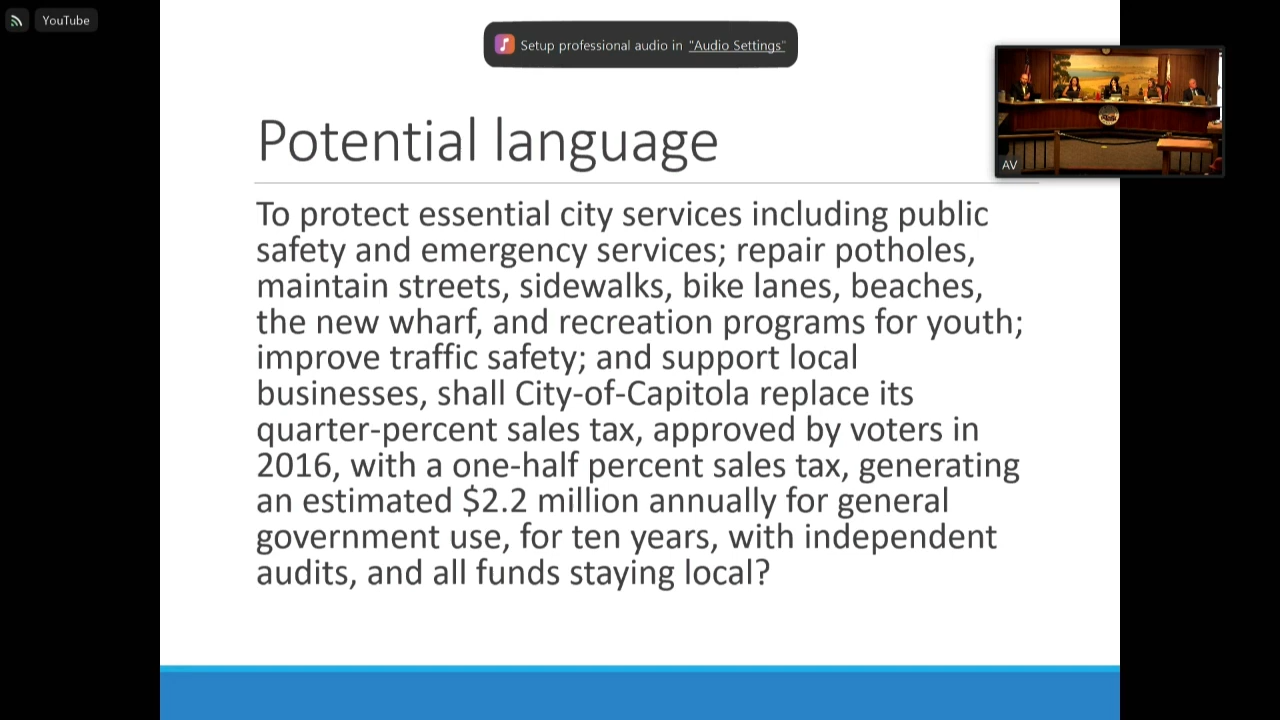 YouTube
Setup professional audio in "Audio Settings"
Potential language
To protect essential city services including public
safety and emergency services; repair potholes,
maintain streets, sidewalks, bike lanes, beaches,
the new wharf, and recreation programs for youth;
improve traffic safety; and support local
businesses, shall City-of-Capitola replace its
quarter-percent sales tax, approved by voters in
2016, with a one-half percent sales tax, generating
an estimated $2.2 million annually for general
government use, for ten years, with independent
audits, and all funds staying local?
AV